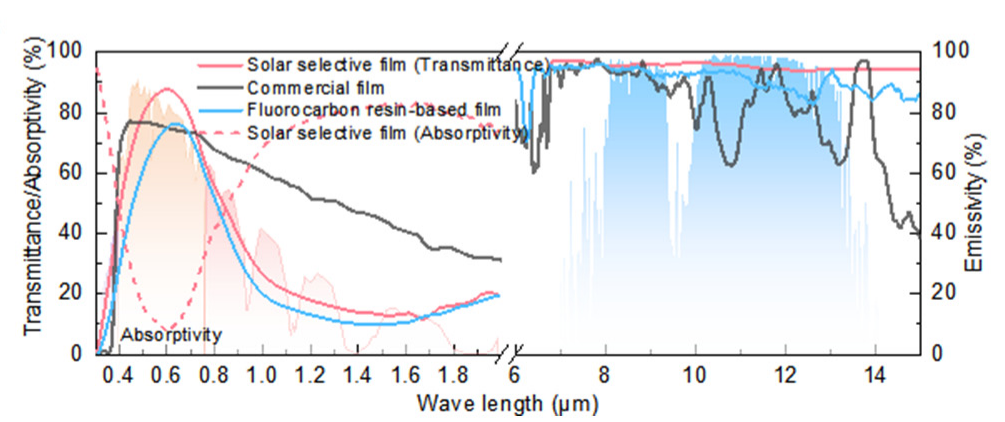 Transmittance/Absorptivity (%)
100
80
60
40
20
0
Solar selective film (Transmittance)
Commercial film
Fluorocarbon resin-based film
Solar selective film (Absorptivity)
Absorptivity
100
80
60
40
20
0
Emissivity (%)
0.4 0.6 0.8 1.0 1.2 1.4 1.6 1.8 6 8 10 12 14
Wave length (μm)